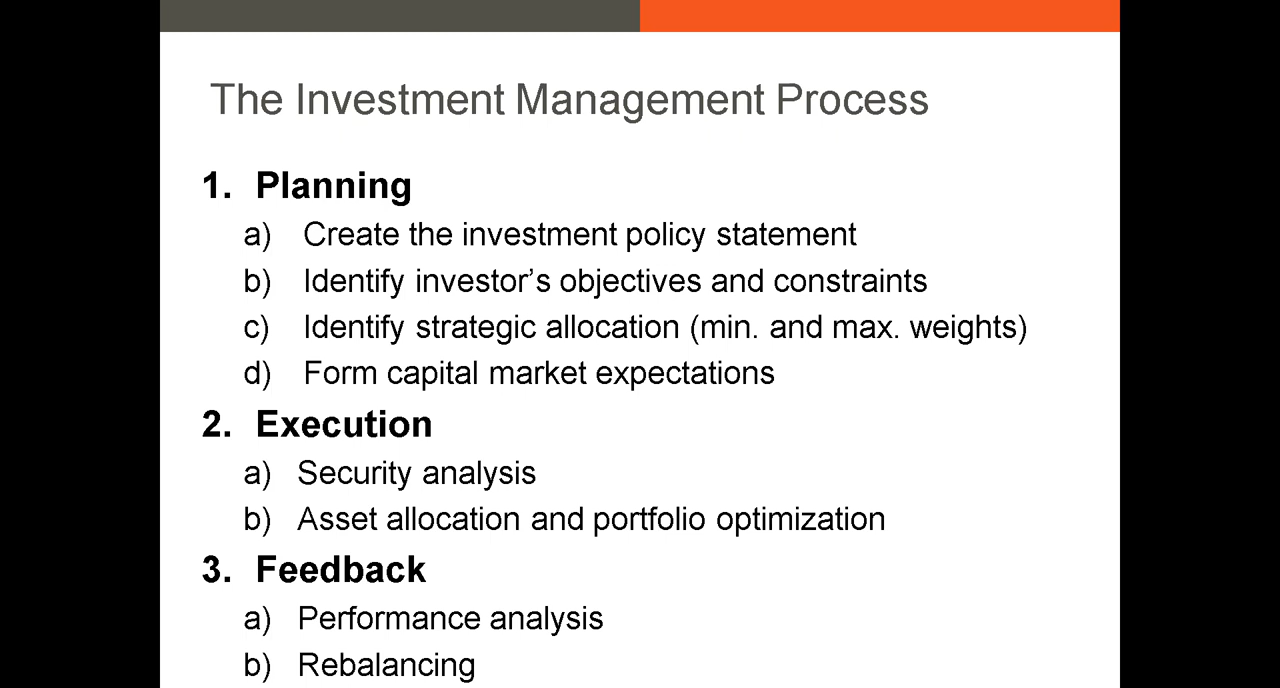 The Investment Management Process
1. Planning
a) Create the investment policy statement
b) Identify investor’s objectives and constraints
c) Identify strategic allocation (min. and max. weights)
d) Form capital market expectations
2. Execution
a) Security analysis
b) Asset allocation and portfolio optimization
3. Feedback
a) Performance analysis
b) Rebalancing